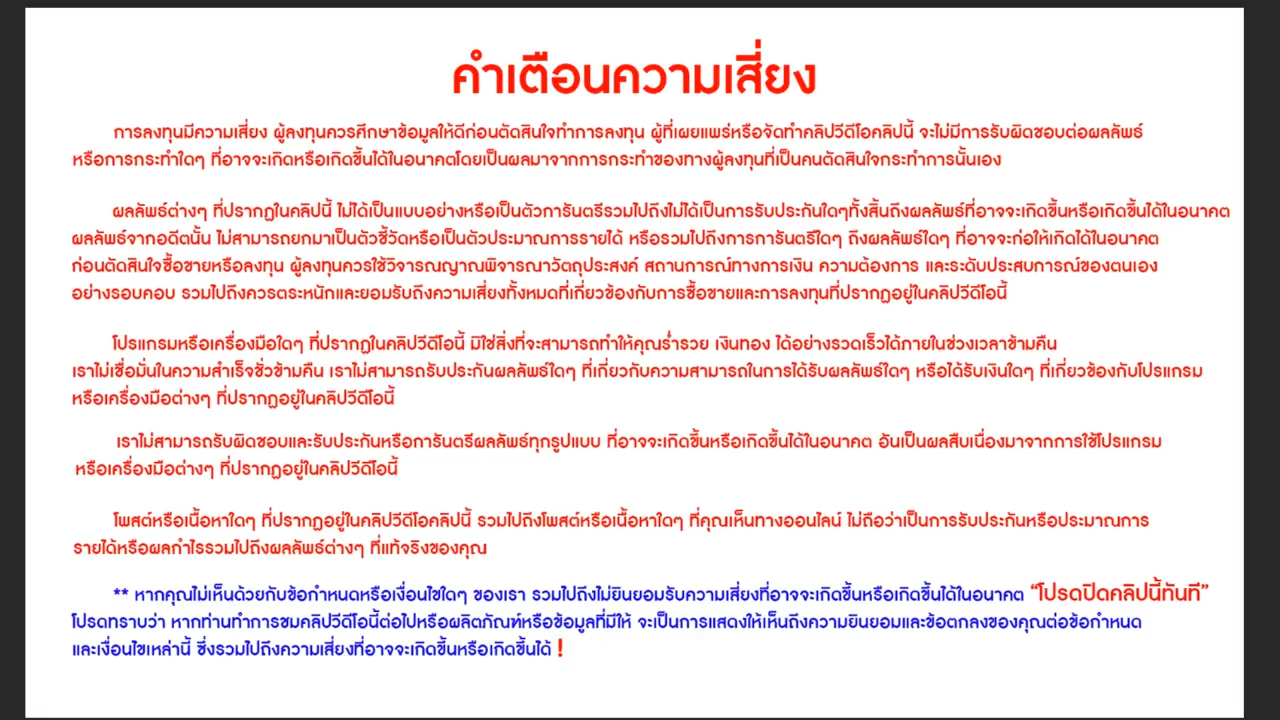 คำเตือนความเสี่ยง
การลงทุนมีความเสี่ยง ผู้ลงทุนควรศึกษาข้อมูลให้ดีก่อนตัดสินใจทำการลงทุน ผู้ที่เผยแพร่หรือจัดทำคลิปวีดีโอคลิปนี้ จะไม่มีการรับผิดชอบต่อผลลัพธ์
หรือการกระทำใดๆ ที่อาจจะเกิดหรือเกิดขึ้นได้ในอนาคตโดยเป็นผลมาจากการกระทำของทางผู้ลงทุนที่เป็นคนตัดสินใจกระทำการนั้นเอง
ผลลัพธ์ต่างๆ ที่ปรากฏในคลิปนี้ ไม่ได้เป็นแบบอย่างหรือเป็นตัวการันตรีรวมไปถึงไม่ได้เป็นการรับประกันใดๆทั้งสิ้นถึงผลลัพธ์ที่อาจจะเกิดขึ้นหรือเกิดขึ้นได้ในอนาคต
ผลลัพธ์จากอดีตนั้น ไม่สามารถยกมาเป็นตัวชี้วัดหรือเป็นตัวประมาณการรายได้ หรือรวมไปถึงการการันตรีใดๆ ถึงผลลัพธ์ใดๆ ที่อาจจะก่อให้เกิดได้ในอนาคต
ก่อนตัดสินใจซื้อขายหรือลงทุน ผู้ลงทุนควรใช้วิจารณญาณพิจารณาวัตถุประสงค์ สถานการณ์ทางการเงิน ความต้องการ และระดับประสบการณ์ของตนเอง
อย่างรอบคอบ รวมไปถึงควรตระหนักและยอมรับถึงความเสี่ยงทั้งหมดที่เกี่ยวข้องกับการซื้อขายและการลงทุนที่ปรากฏอยู่ในคลิปวีดีโอนี้
โปรแกรมหรือเครื่องมือใดๆ ที่ปรากฏในคลิปวีดีโอนี้ มิใช่สิ่งที่จะสามารถทำให้คุณร่ำรวย เงินทอง ได้อย่างรวดเร็วได้ภายในช่วงเวลาข้ามคืน
เราไม่เชื่อมั่นในความสำเร็จชั่วข้ามคืน เราไม่สามารถรับประกันผลลัพธ์ใดๆ ที่เกี่ยวกับความสามารถในการได้รับผลลัพธ์ใดๆ หรือได้รับเงินใดๆ ที่เกี่ยวข้องกับโปรแกรม
หรือเครื่องมือต่างๆ ที่ปรากฏอยู่ในคลิปวีดีโอนี้
เราไม่สามารถรับผิดชอบและรับประกันหรือการันตรีผลลัพธ์ทุกรูปแบบ ที่อาจจะเกิดขึ้นหรือเกิดขึ้นได้ในอนาคต อันเป็นผลสืบเนื่องมาจากการใช้โปรแกรม
หรือเครื่องมือต่างๆ ที่ปรากฏอยู่ในคลิปวีดีโอนี้
โพสต์หรือเนื้อหาใดๆ ที่ปรากฏอยู่ในคลิปวีดีโอคลิปนี้ รวมไปถึงโพสต์หรือเนื้อหาใดๆ ที่คุณเห็นทางออนไลน์ ไม่ถือว่าเป็นการรับประกันหรือประมาณการ
รายได้หรือผลกำไรรวมไปถึงผลลัพธ์ต่างๆ ที่แท้จริงของคุณ
** หากคุณไม่เห็นด้วยกับข้อกำหนดหรือเงื่อนไขใดๆ ของเรา รวมไปถึงไม่ยินยอมรับความเสี่ยงที่อาจจะเกิดขึ้นหรือเกิดขึ้นได้ในอนาคต “โปรดปิดคลิปนี้ทันที”
โปรดทราบว่า หากท่านทำการชมคลิปวีดีโอนี้ต่อไปหรือผลิตภัณฑ์หรือข้อมูลที่มีให้ จะเป็นการแสดงให้เห็นถึงความยินยอมและข้อตกลงของคุณต่อข้อกำหนด
และเงื่อนไขเหล่านี้ ซึ่งรวมไปถึงความเสี่ยงที่อาจจะเกิดขึ้นหรือเกิดขึ้นได้ !